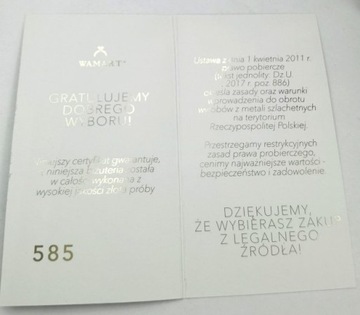 WAMART
GRATULUJEMY
DOBREGO
WYBORU!
certyfikat gwarantuje,
niniejsza biżuteria została
w całości wykonana z
wysokiej jakości złota próby
585
Ustawa z dnia 1 kwietnia 2011 r.
prawo probiercze
(tekst jednolity: Dz.U.
2017 r. poz. 886)
określa zasady oraz warunki
wprowadzenia do obrotu
wyrobów z metali szlachetnych
na terytorium
Rzeczypospolitej Polskiej.
Przestrzegamy restrykcyjnych
zasad prawa probierczego,
cenimy najważniejsze wartości -
bezpieczeństwo i zadowolenie.
DZIĘKUJEMY,
ŻE WYBIERASZ ZAKUP
Z LEGALNEGO
ŹRÓDŁA!